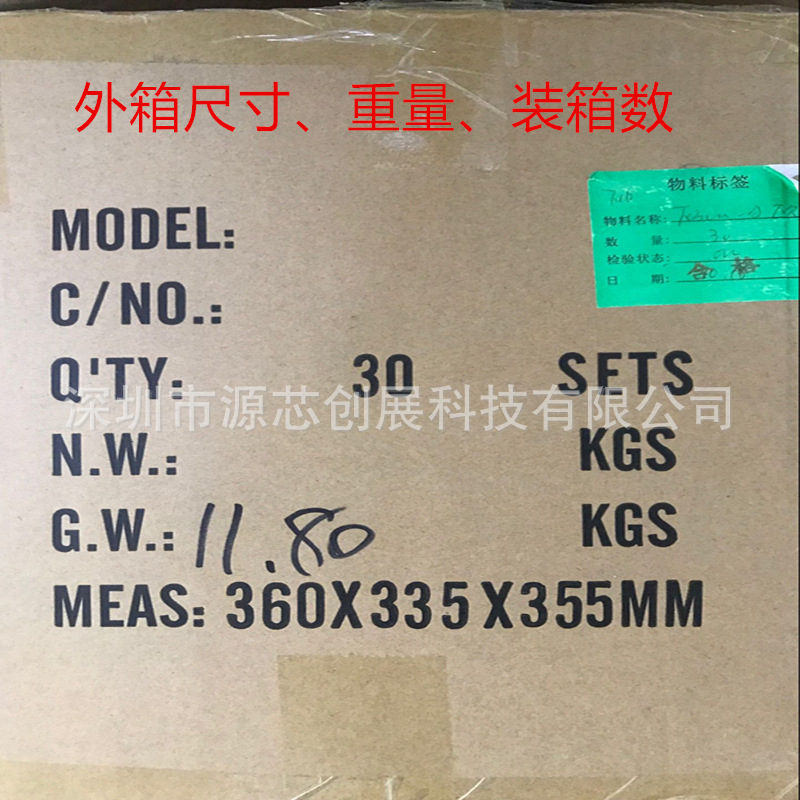 外箱尺寸、重量、装箱数
物料标签
物料名称:
数 量: 30
检验状态:
日 期: 合格
MODEL:
C/NO.:
Q'TY: 30 SETS
深圳市源芯创展科技有限公司
N.W.: KGS
G.W.: 11.80 KGS
MEAS: 360X335X355MM